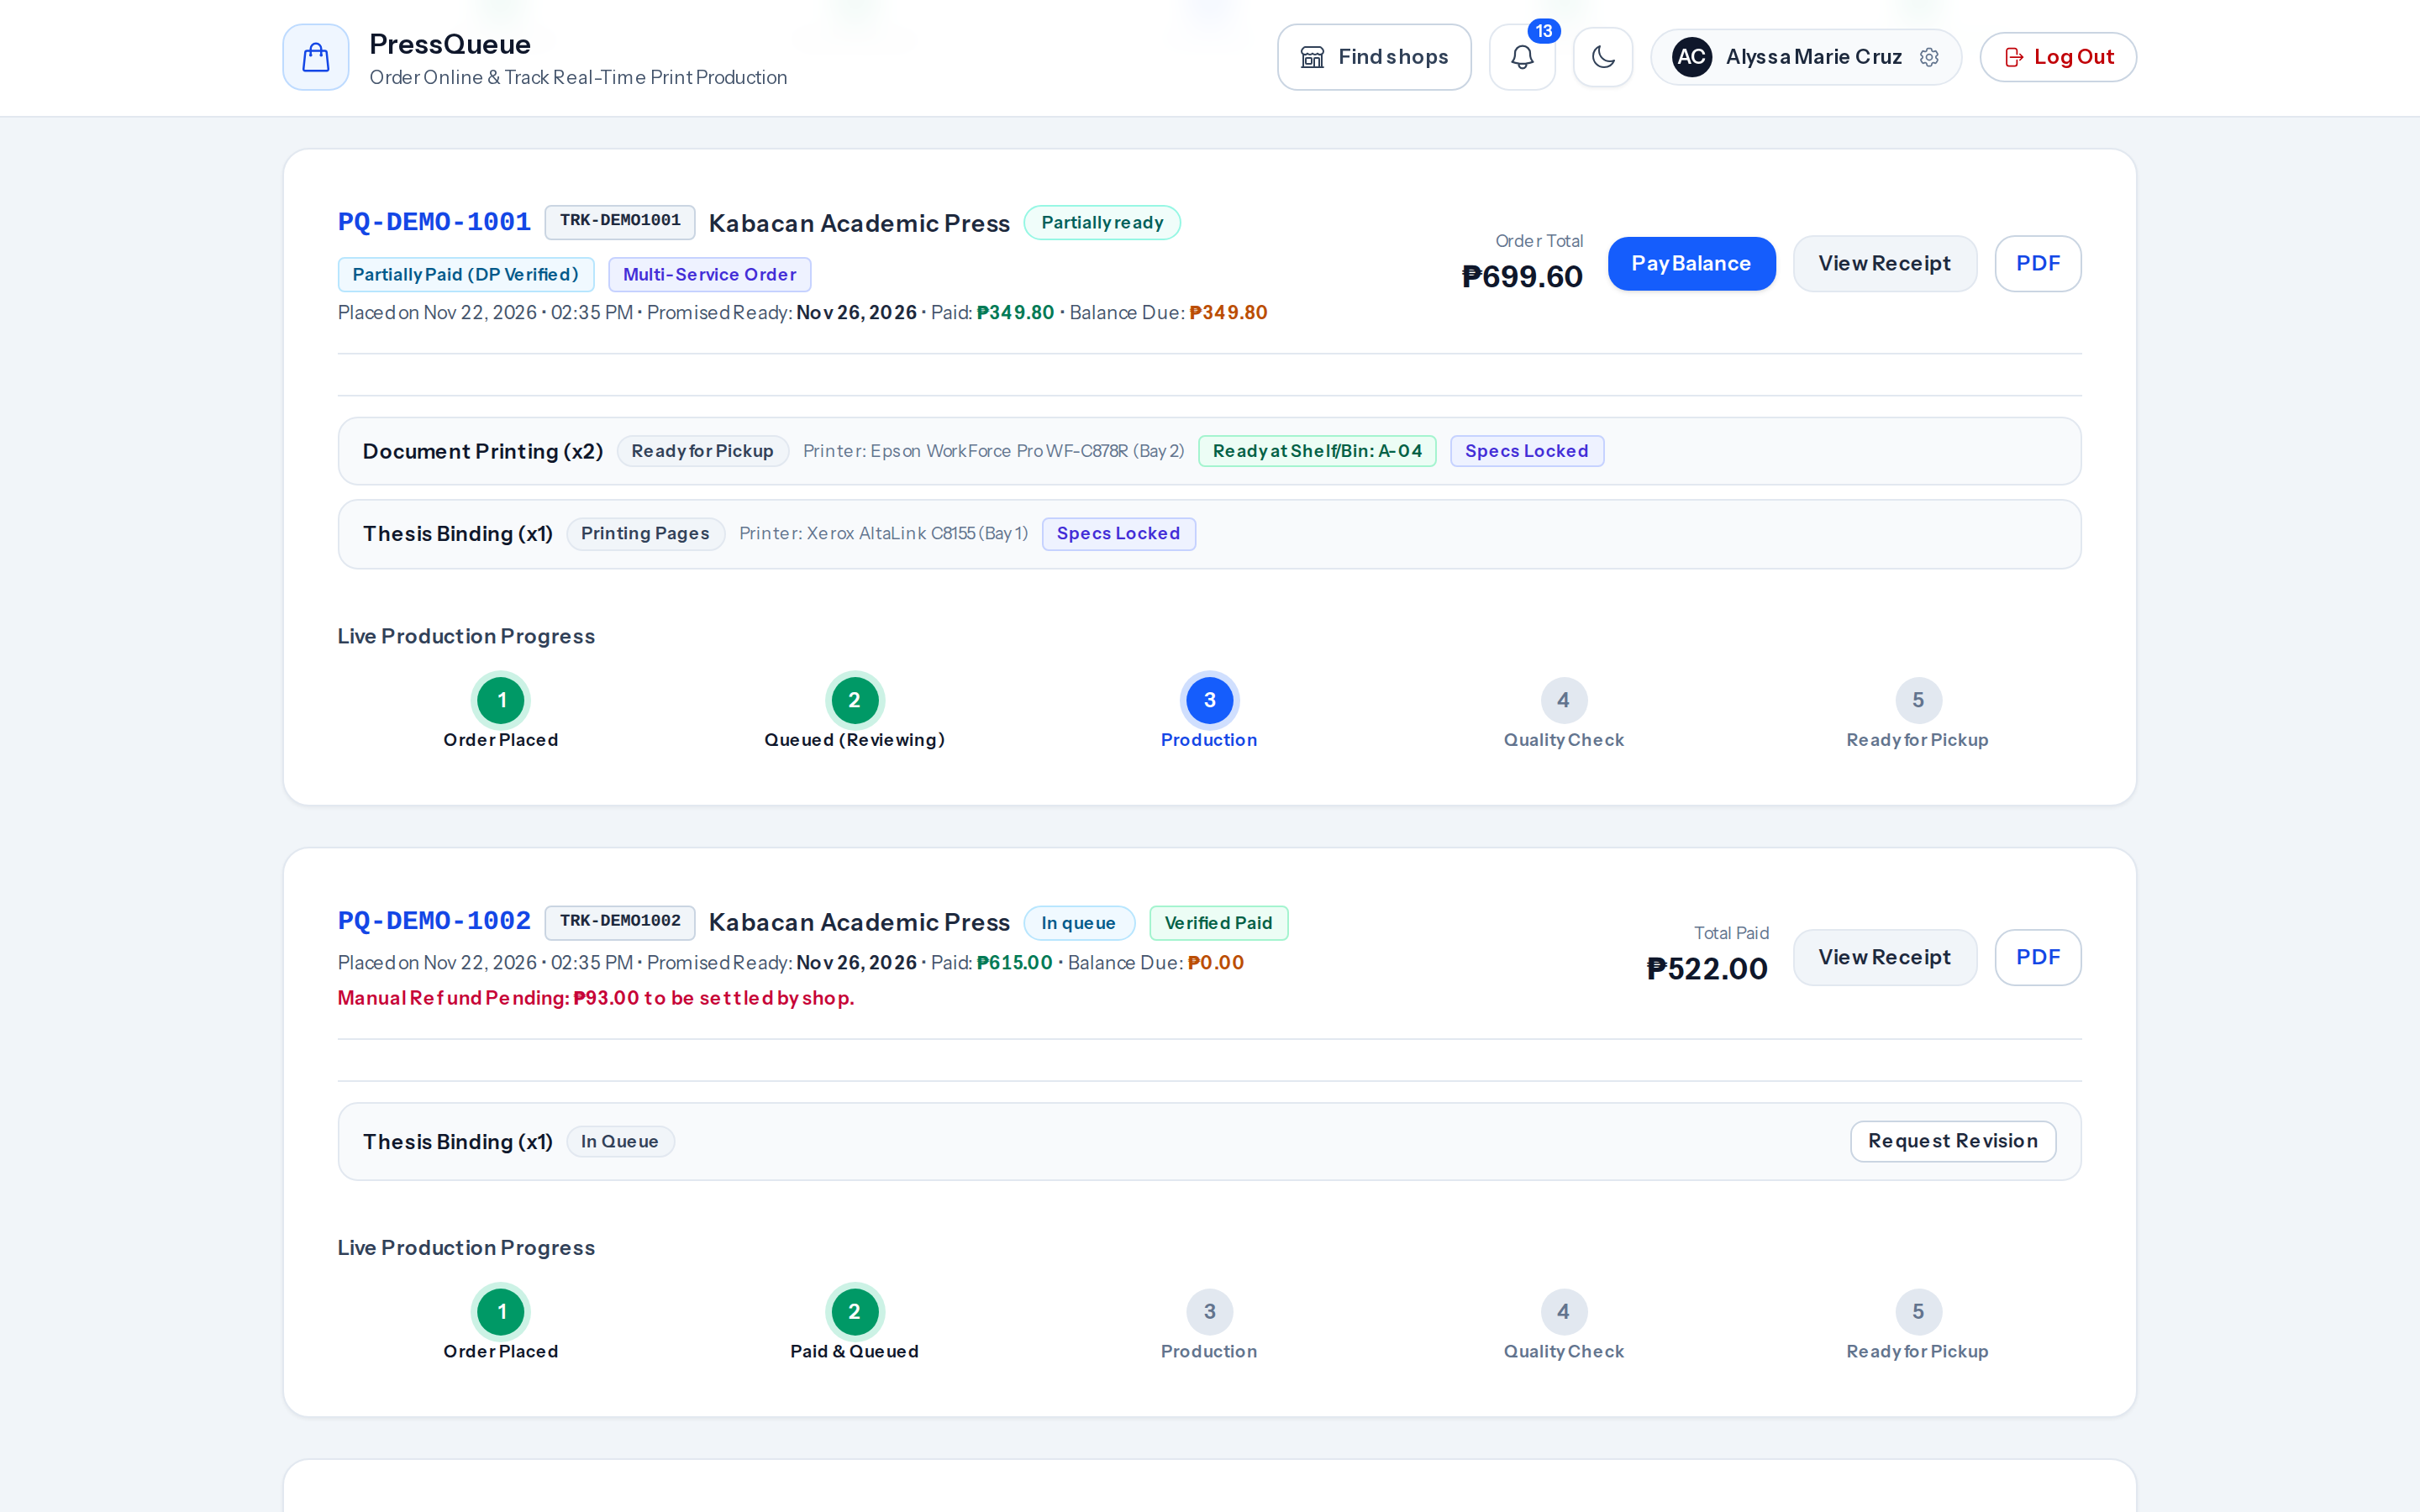 PressQueue
Order Online & Track Real-Time Print Production
Find shops
13
AC Alyssa Marie Cruz
Log Out
PQ-DEMO-1001 TRK-DEMO1001 Kabacan Academic Press Partially ready
Partially Paid (DP Verified) Multi-Service Order
Placed on Nov 22, 2026 • 02:35 PM • Promised Ready: Nov 26, 2026 • Paid: ₱349.80 • Balance Due: ₱349.80
Order Total
₱699.60
Pay Balance
View Receipt
PDF
Document Printing (x2) Ready for Pickup Printer: Epson WorkForce Pro WF-C878R (Bay 2) Ready at Shelf/Bin: A-04 Specs Locked
Thesis Binding (x1) Printing Pages Printer: Xerox AltaLink C8155 (Bay 1) Specs Locked
Live Production Progress
1 2 3 4 5
Order Placed Queued (Reviewing) Production Quality Check Ready for Pickup
PQ-DEMO-1002 TRK-DEMO1002 Kabacan Academic Press In queue Verified Paid
Placed on Nov 22, 2026 • 02:35 PM • Promised Ready: Nov 26, 2026 • Paid: ₱615.00 • Balance Due: ₱0.00
Manual Refund Pending: ₱93.00 to be settled by shop.
Total Paid
₱522.00
View Receipt
PDF
Thesis Binding (x1) In Queue Request Revision
Live Production Progress
1 2 3 4 5
Order Placed Paid & Queued Production Quality Check Ready for Pickup